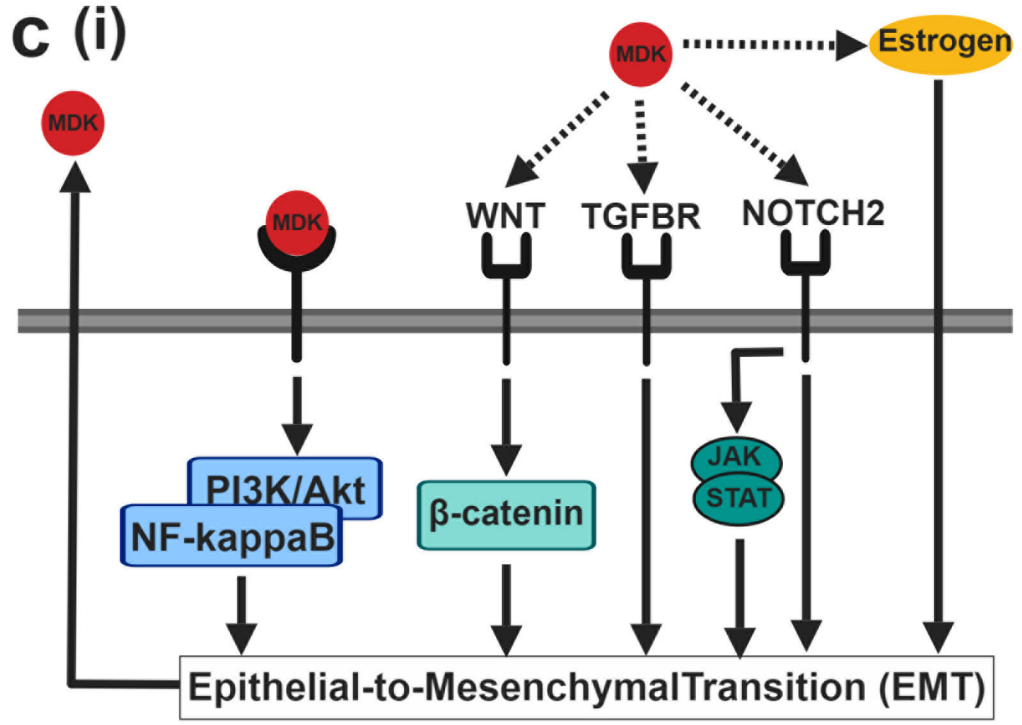 c (i)
MDK
Estrogen
MDK
MDK
WNT
TGFBR
NOTCH2
JAK
STAT
PI3K/Akt
NF-kappaB
β-catenin
Epithelial-to-MesenchymalTransition (EMT)